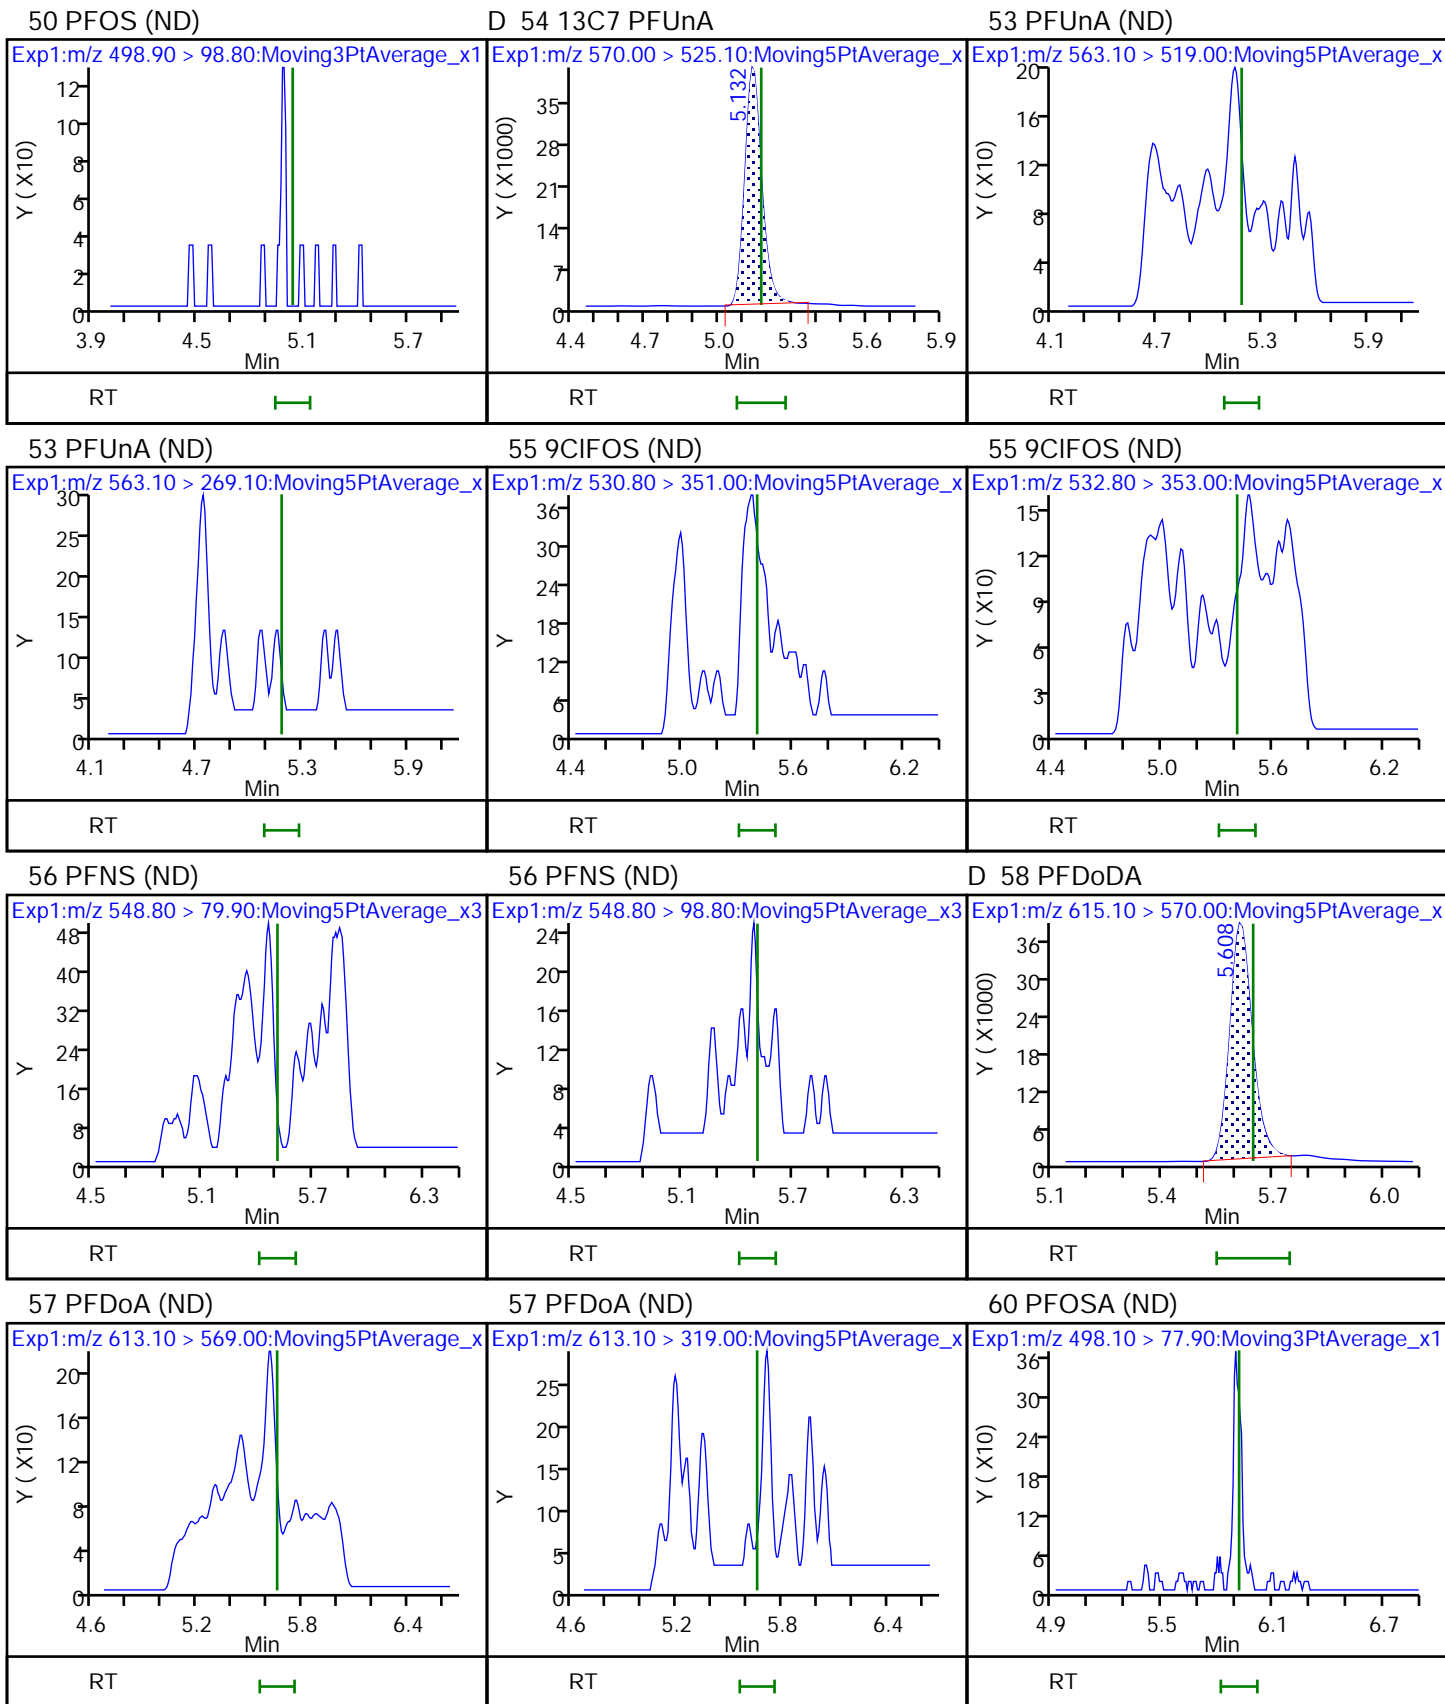 50 PFOS (ND)
Exp1:m/z 498.90 > 98.80:Moving3PtAverage_x1
Y ( X10)
12
10
8
6
4
2
0
3.9 4.5 5.1 5.7
Min
RT
D 54 13C7 PFUnA
Exp1:m/z 570.00 > 525.10:Moving5PtAverage_x
5.132
Y ( X1000)
35
28
21
14
7
0
4.4 4.7 5.0 5.3 5.6 5.9
Min
RT
53 PFUnA (ND)
Exp1:m/z 563.10 > 519.00:Moving5PtAverage_x
Y ( X10)
20
16
12
8
4
0
4.1 4.7 5.3 5.9
Min
RT
53 PFUnA (ND)
Exp1:m/z 563.10 > 269.10:Moving5PtAverage_x
Y
30
25
20
15
10
5
0
4.1 4.7 5.3 5.9
Min
RT
55 9ClFOS (ND)
Exp1:m/z 530.80 > 351.00:Moving5PtAverage_x
Y
36
30
24
18
12
6
0
4.4 5.0 5.6 6.2
Min
RT
55 9ClFOS (ND)
Exp1:m/z 532.80 > 353.00:Moving5PtAverage_x
Y ( X10)
15
12
9
6
3
0
4.4 5.0 5.6 6.2
Min
RT
56 PFNS (ND)
Exp1:m/z 548.80 > 79.90:Moving5PtAverage_x3
Y
48
40
32
24
16
8
0
4.5 5.1 5.7 6.3
Min
RT
56 PFNS (ND)
Exp1:m/z 548.80 > 98.80:Moving5PtAverage_x3
Y
24
20
16
12
8
4
0
4.5 5.1 5.7 6.3
Min
RT
D 58 PFDoDA
Exp1:m/z 615.10 > 570.00:Moving5PtAverage_x
5.608
Y ( X1000)
36
30
24
18
12
6
0
5.1 5.4 5.7 6.0
Min
RT
57 PFDoA (ND)
Exp1:m/z 613.10 > 569.00:Moving5PtAverage_x
Y ( X10)
20
16
12
8
4
0
4.6 5.2 5.8 6.4
Min
RT
57 PFDoA (ND)
Exp1:m/z 613.10 > 319.00:Moving5PtAverage_x
Y
25
20
15
10
5
0
4.6 5.2 5.8 6.4
Min
RT
60 PFOSA (ND)
Exp1:m/z 498.10 > 77.90:Moving3PtAverage_x1
Y ( X10)
36
30
24
18
12
6
0
4.9 5.5 6.1 6.7
Min
RT